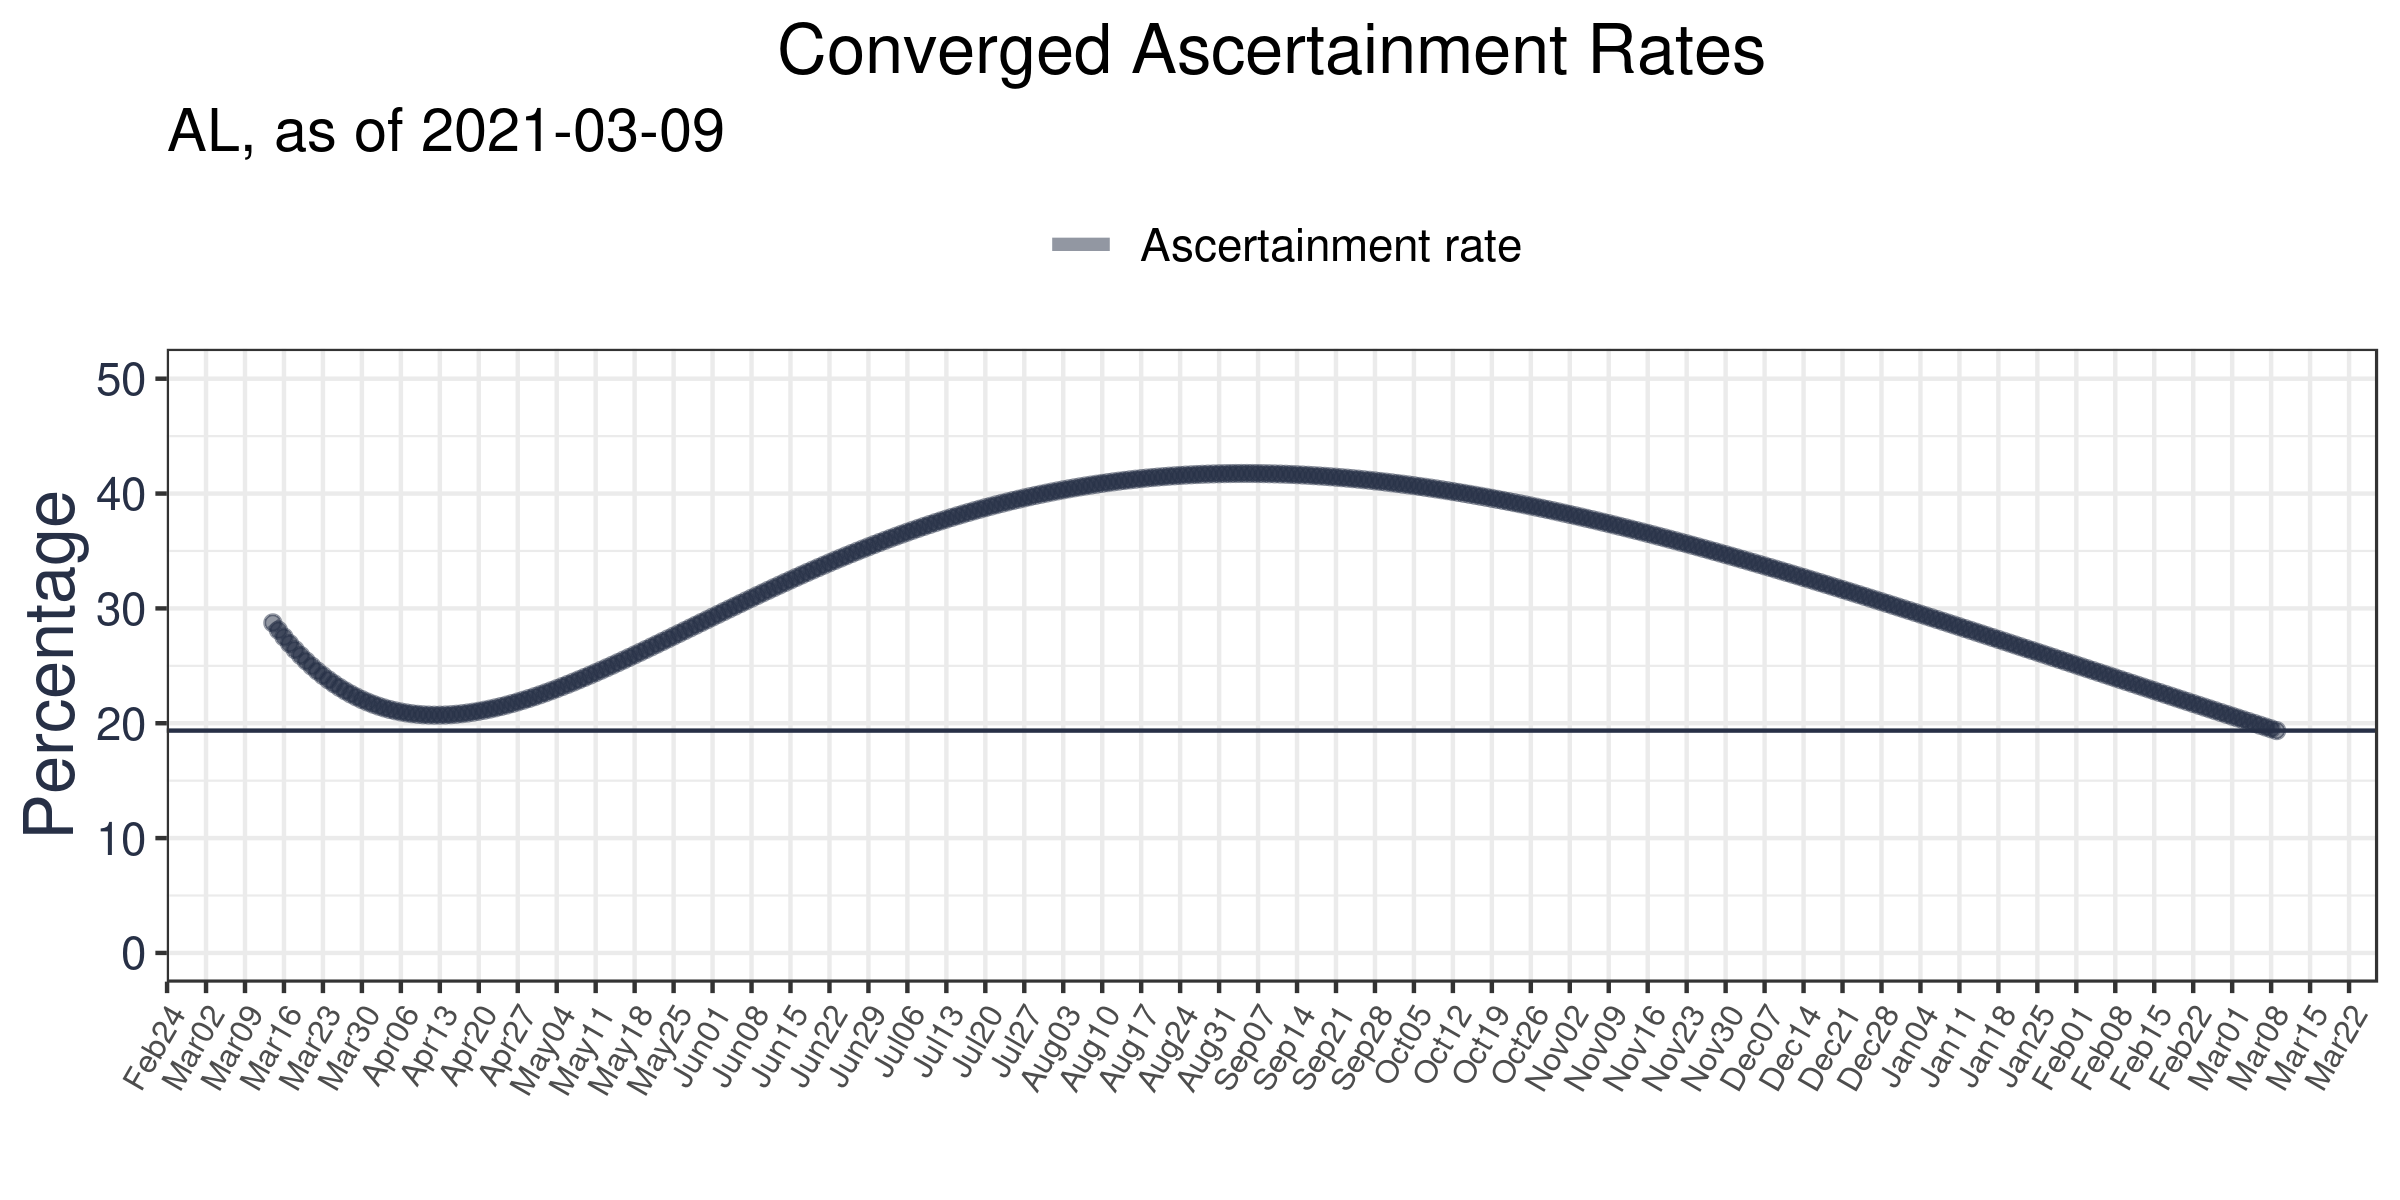 Converged Ascertainment Rates
AL, as of 2021-03-09
Ascertainment rate
Percentage
50
40
30
20
10
0
Feb24
Mar02
Mar09
Mar16
Mar23
Mar30
Apr06
Apr13
Apr20
Apr27
May04
May11
May18
May25
Jun01
Jun08
Jun15
Jun22
Jun29
Jul06
Jul13
Jul20
Jul27
Aug03
Aug10
Aug17
Aug24
Aug31
Sep07
Sep14
Sep21
Sep28
Oct05
Oct12
Oct19
Oct26
Nov02
Nov09
Nov16
Nov23
Nov30
Dec07
Dec14
Dec21
Dec28
Jan04
Jan11
Jan18
Jan25
Feb01
Feb08
Feb15
Feb22
Mar01
Mar08
Mar15
Mar22